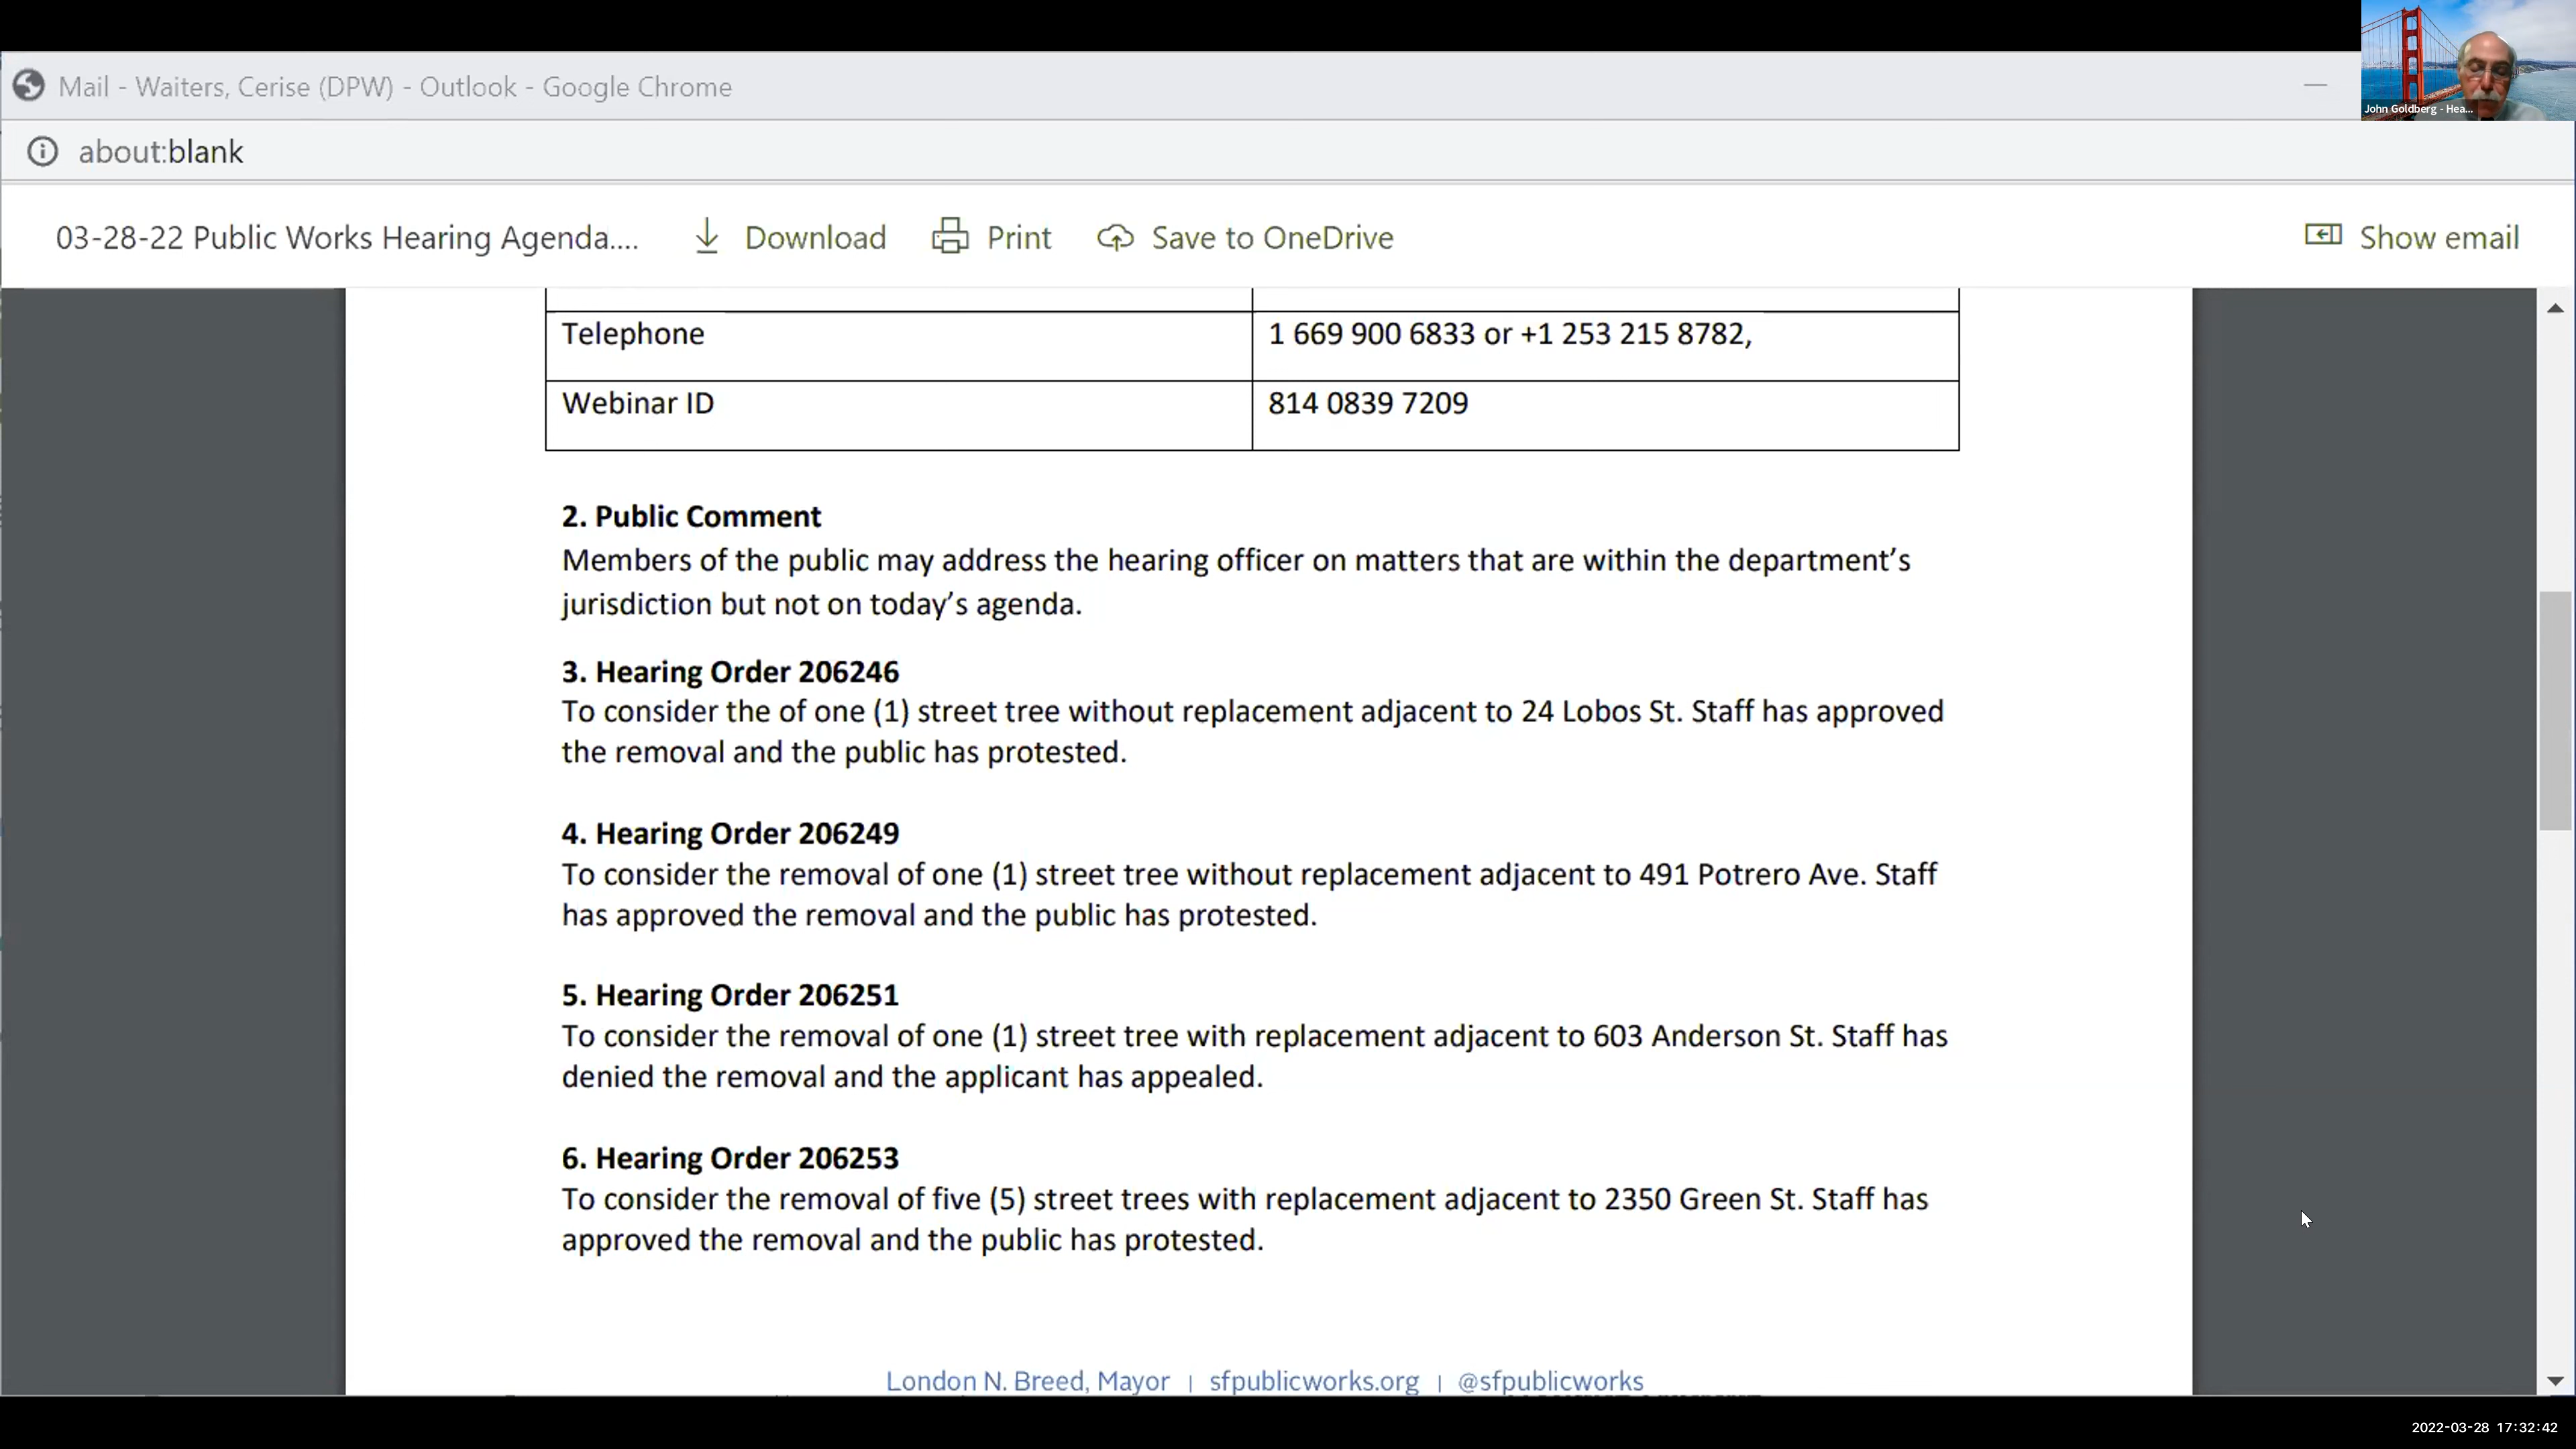 Mail - Waiters, Cerise (DPW) - Outlook - Google Chrome
John Goldberg - Hea...
about:blank
03-28-22 Public Works Hearing Agenda.... Download Print Save to OneDrive Show email
Telephone 1 669 900 6833 or +1 253 215 8782,
Webinar ID 814 0839 7209
2. Public Comment
Members of the public may address the hearing officer on matters that are within the department’s
jurisdiction but not on today’s agenda.
3. Hearing Order 206246
To consider the of one (1) street tree without replacement adjacent to 24 Lobos St. Staff has approved
the removal and the public has protested.
4. Hearing Order 206249
To consider the removal of one (1) street tree without replacement adjacent to 491 Potrero Ave. Staff
has approved the removal and the public has protested.
5. Hearing Order 206251
To consider the removal of one (1) street tree with replacement adjacent to 603 Anderson St. Staff has
denied the removal and the applicant has appealed.
6. Hearing Order 206253
To consider the removal of five (5) street trees with replacement adjacent to 2350 Green St. Staff has
approved the removal and the public has protested.
London N. Breed, Mayor | sfpublicworks.org | @sfpublicworks
2022-03-28 17:32:42